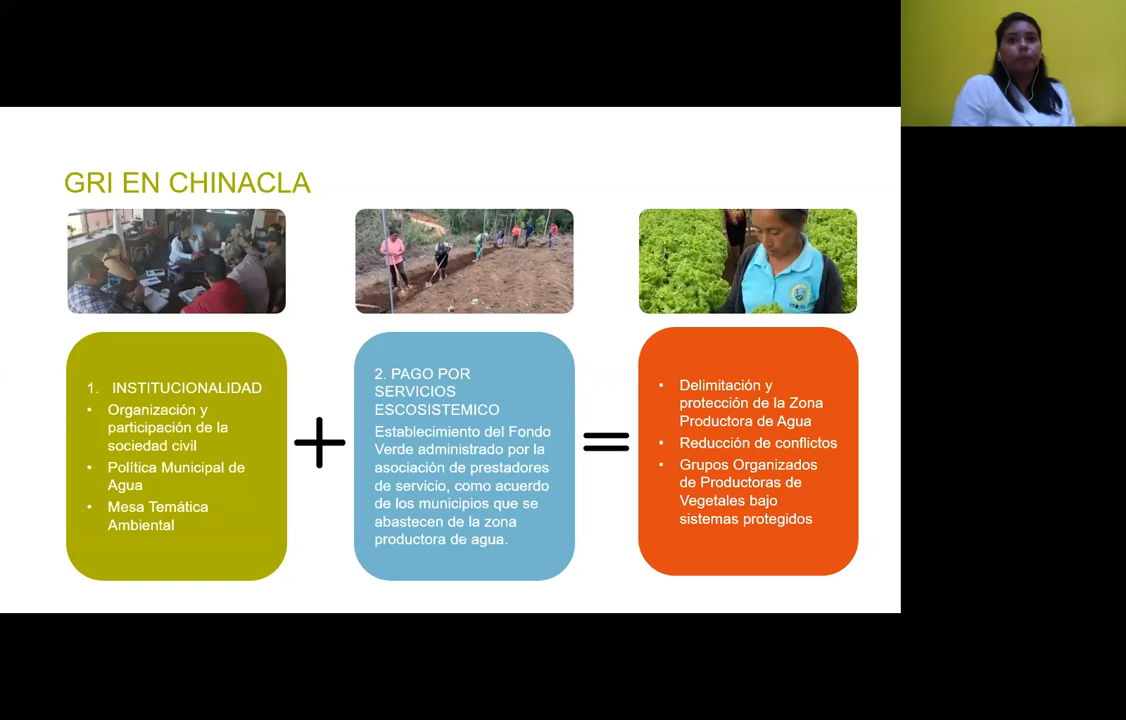 GRI EN CHINACLA
1. INSTITUCIONALIDAD
• Organización y
participación de la
sociedad civil
• Política Municipal de
Agua
• Mesa Temática
Ambiental
2. PAGO POR
SERVICIOS
ESCOSISTEMICO
Establecimiento del Fondo
Verde administrado por la
asociación de prestadores
de servicio, como acuerdo
de los municipios que se
abastecen de la zona
productora de agua.
• Delimitación y
protección de la Zona
Productora de Agua
• Reducción de conflictos
• Grupos Organizados
de Productoras de
Vegetales bajo
sistemas protegidos